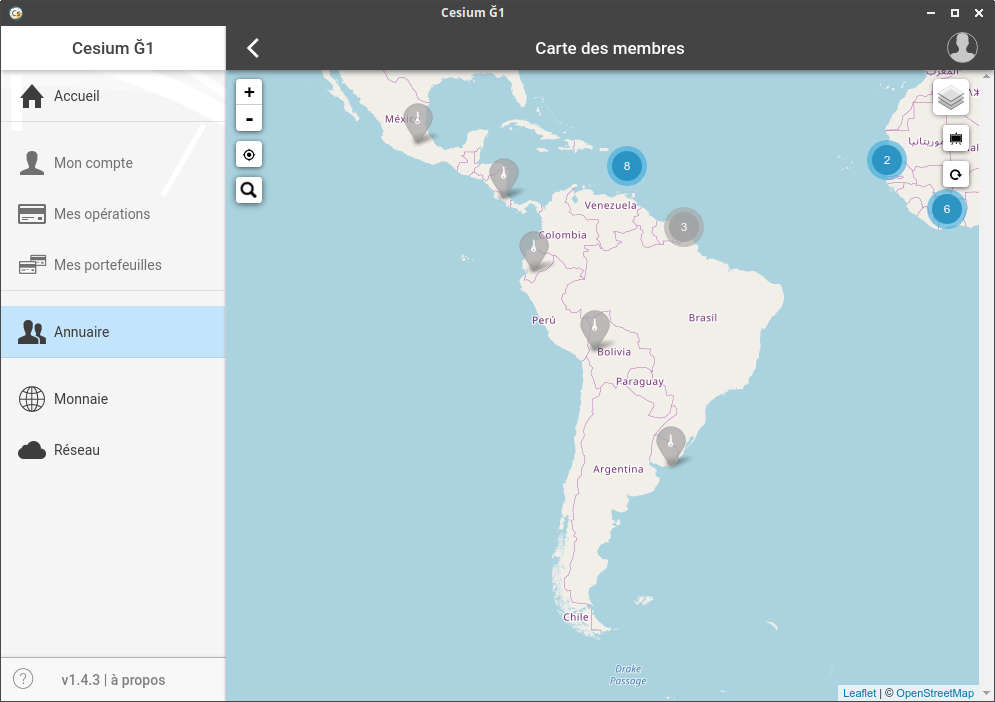 Cesium Ğ1
Cesium Ğ1
Carte des membres
Accueil
Mon compte
Mes opérations
Mes portefeuilles
Annuaire
Monnaie
Réseau
? v1.4.3 | à propos
+
-
8
2
6
3
Venezuela
Colombia
Perú
Brasil
Bolivia
Paraguay
Argentina
Chile
Drake
Passage
Leaflet | © OpenStreetMap